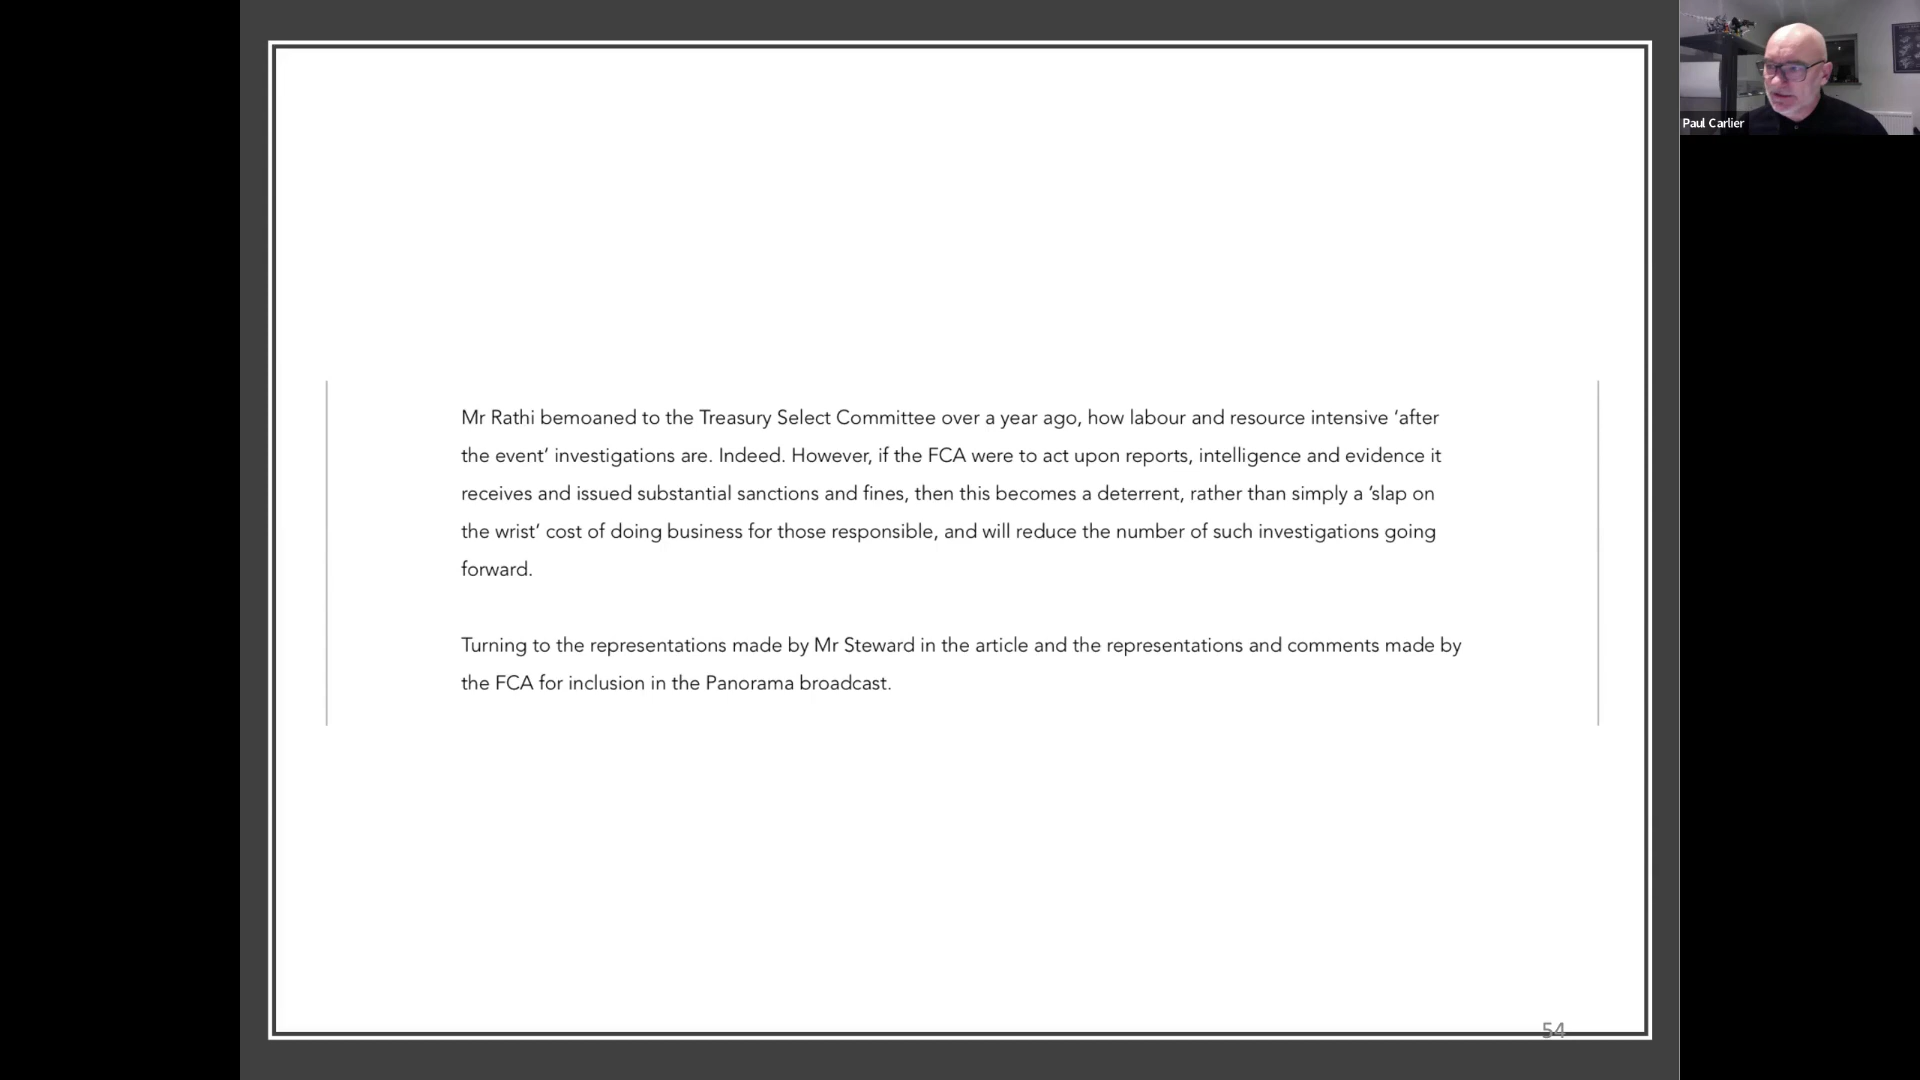 Paul Carlier
Mr Rathi bemoaned to the Treasury Select Committee over a year ago, how labour and resource intensive ‘after
the event’ investigations are. Indeed. However, if the FCA were to act upon reports, intelligence and evidence it
receives and issued substantial sanctions and fines, then this becomes a deterrent, rather than simply a ‘slap on
the wrist’ cost of doing business for those responsible, and will reduce the number of such investigations going
forward.
Turning to the representations made by Mr Steward in the article and the representations and comments made by
the FCA for inclusion in the Panorama broadcast.
54